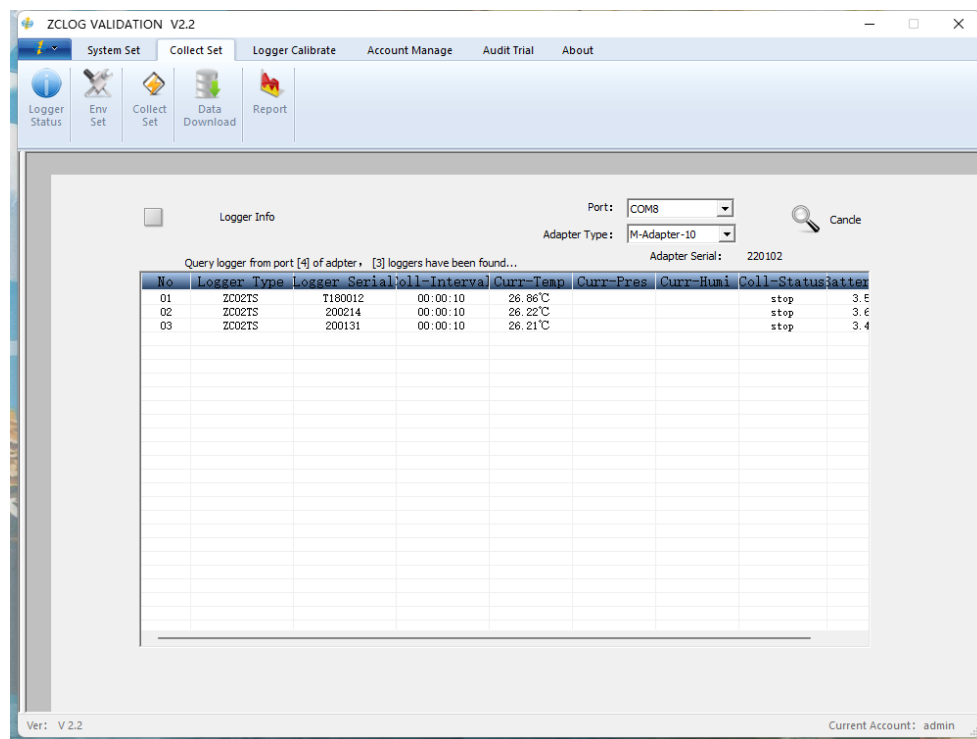 ZCLOG VALIDATION V2.2
System Set Collect Set Logger Calibrate Account Manage Audit Trial About
Logger Status Env Set Collect Set Data Download Report
Port: COM8
Logger Info
Cancle
Adapter Type: M-Adapter-10
Query logger from port [4] of adpter, [3] loggers have been found...
Adapter Serial: 220102
No Logger Type Logger Serial oll-Interval Curr-Temp Curr-Pres Curr-Humi Coll-Status Batter
01 ZC02TS T180012 00:00:10 26.86℃ stop 3.5
02 ZC02TS 200214 00:00:10 26.22℃ stop 3.6
03 ZC02TS 200131 00:00:10 26.21℃ stop 3.4
Ver: V 2.2
Current Account: admin